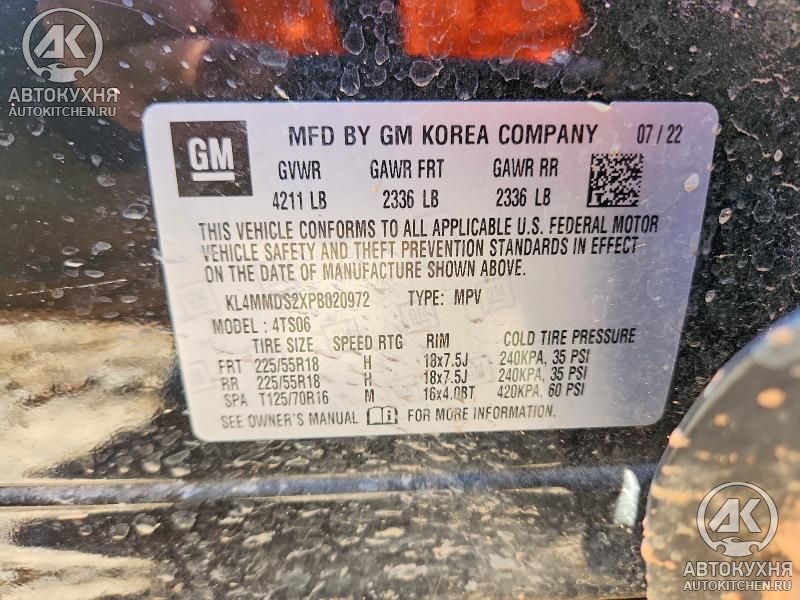 AK
АВТОКУХНЯ
AUTOKITCHEN.RU
GM
MFD BY GM KOREA COMPANY 07 / 22
GVWR GAWR FRT GAWR RR
4211 LB 2336 LB 2336 LB
THIS VEHICLE CONFORMS TO ALL APPLICABLE U.S. FEDERAL MOTOR
VEHICLE SAFETY AND THEFT PREVENTION STANDARDS IN EFFECT
ON THE DATE OF MANUFACTURE SHOWN ABOVE.
KL4MMDS2XPB020972 TYPE: MPV
MODEL : 4TS06
TIRE SIZE SPEED RTG RIM COLD TIRE PRESSURE
FRT 225/55R18 H 18x7.5J 240KPA, 35 PSI
RR 225/55R18 H 18x7.5J 240KPA, 35 PSI
SPA T125/70R16 M 16x4.0BT 420KPA, 60 PSI
SEE OWNER'S MANUAL FOR MORE INFORMATION.
AK
АВТОКУХНЯ
AUTOKITCHEN.RU